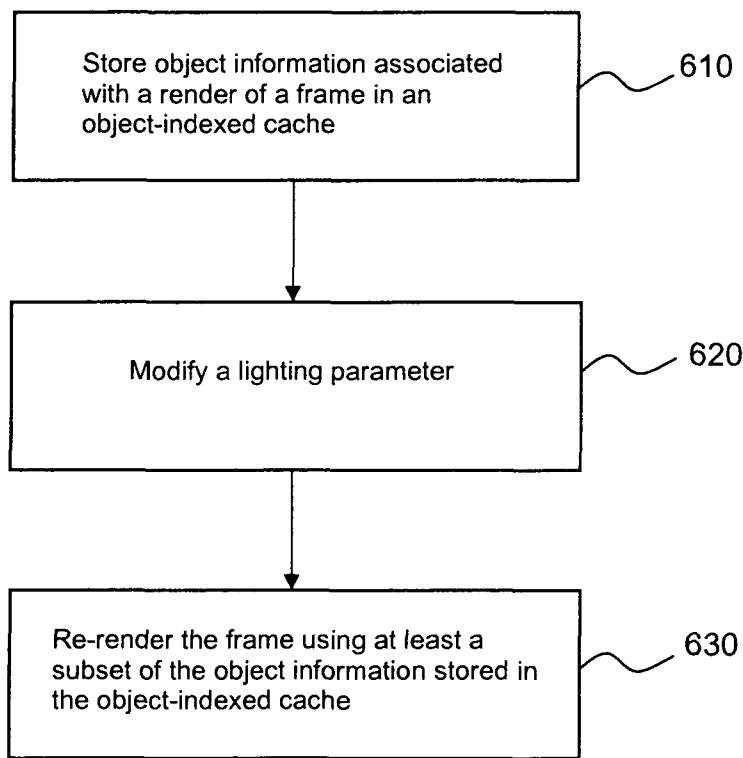 Store object information associated
with a render of a frame in an
object-indexed cache
610
Modify a lighting parameter
620
Re-render the frame using at least a
subset of the object information stored in
the object-indexed cache
630